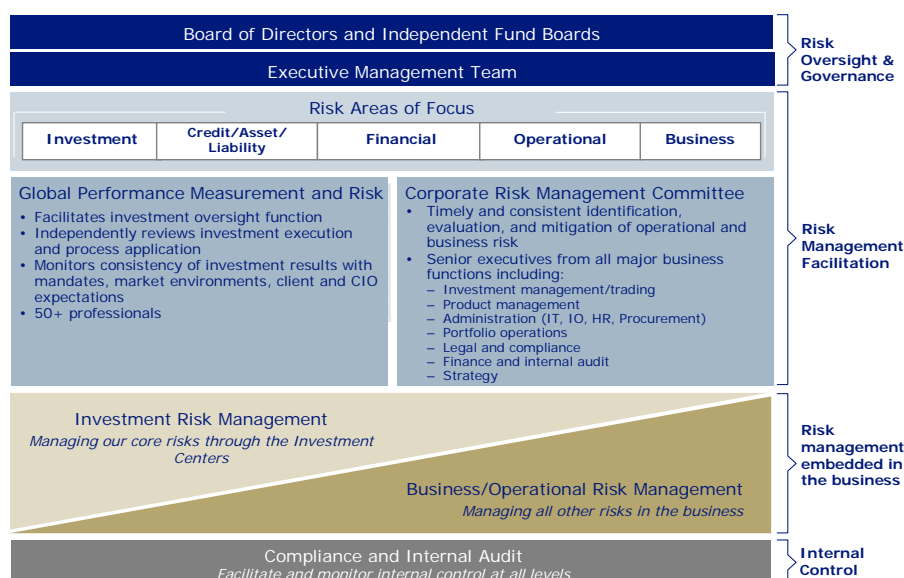 Board of Directors and Independent Fund Boards
Executive Management Team
Risk
Oversight &
Governance
Risk Areas of Focus
Investment
Credit/Asset/
Liability
Financial
Operational
Business
Global Performance Measurement and Risk
• Facilitates investment oversight function
• Independently reviews investment execution
and process application
• Monitors consistency of investment results with
mandates, market environments, client and CIO
expectations
• 50+ professionals
Corporate Risk Management Committee
• Timely and consistent identification,
evaluation, and mitigation of operational and
business risk
• Senior executives from all major business
functions including:
– Investment management/trading
– Product management
– Administration (IT, IO, HR, Procurement)
– Portfolio operations
– Legal and compliance
– Finance and internal audit
– Strategy
Risk
Management
Facilitation
Investment Risk Management
Managing our core risks through the Investment
Centers
Business/Operational Risk Management
Managing all other risks in the business
Risk
management
embedded in
the business
Compliance and Internal Audit
Facilitate and monitor internal control at all levels
Internal
Control